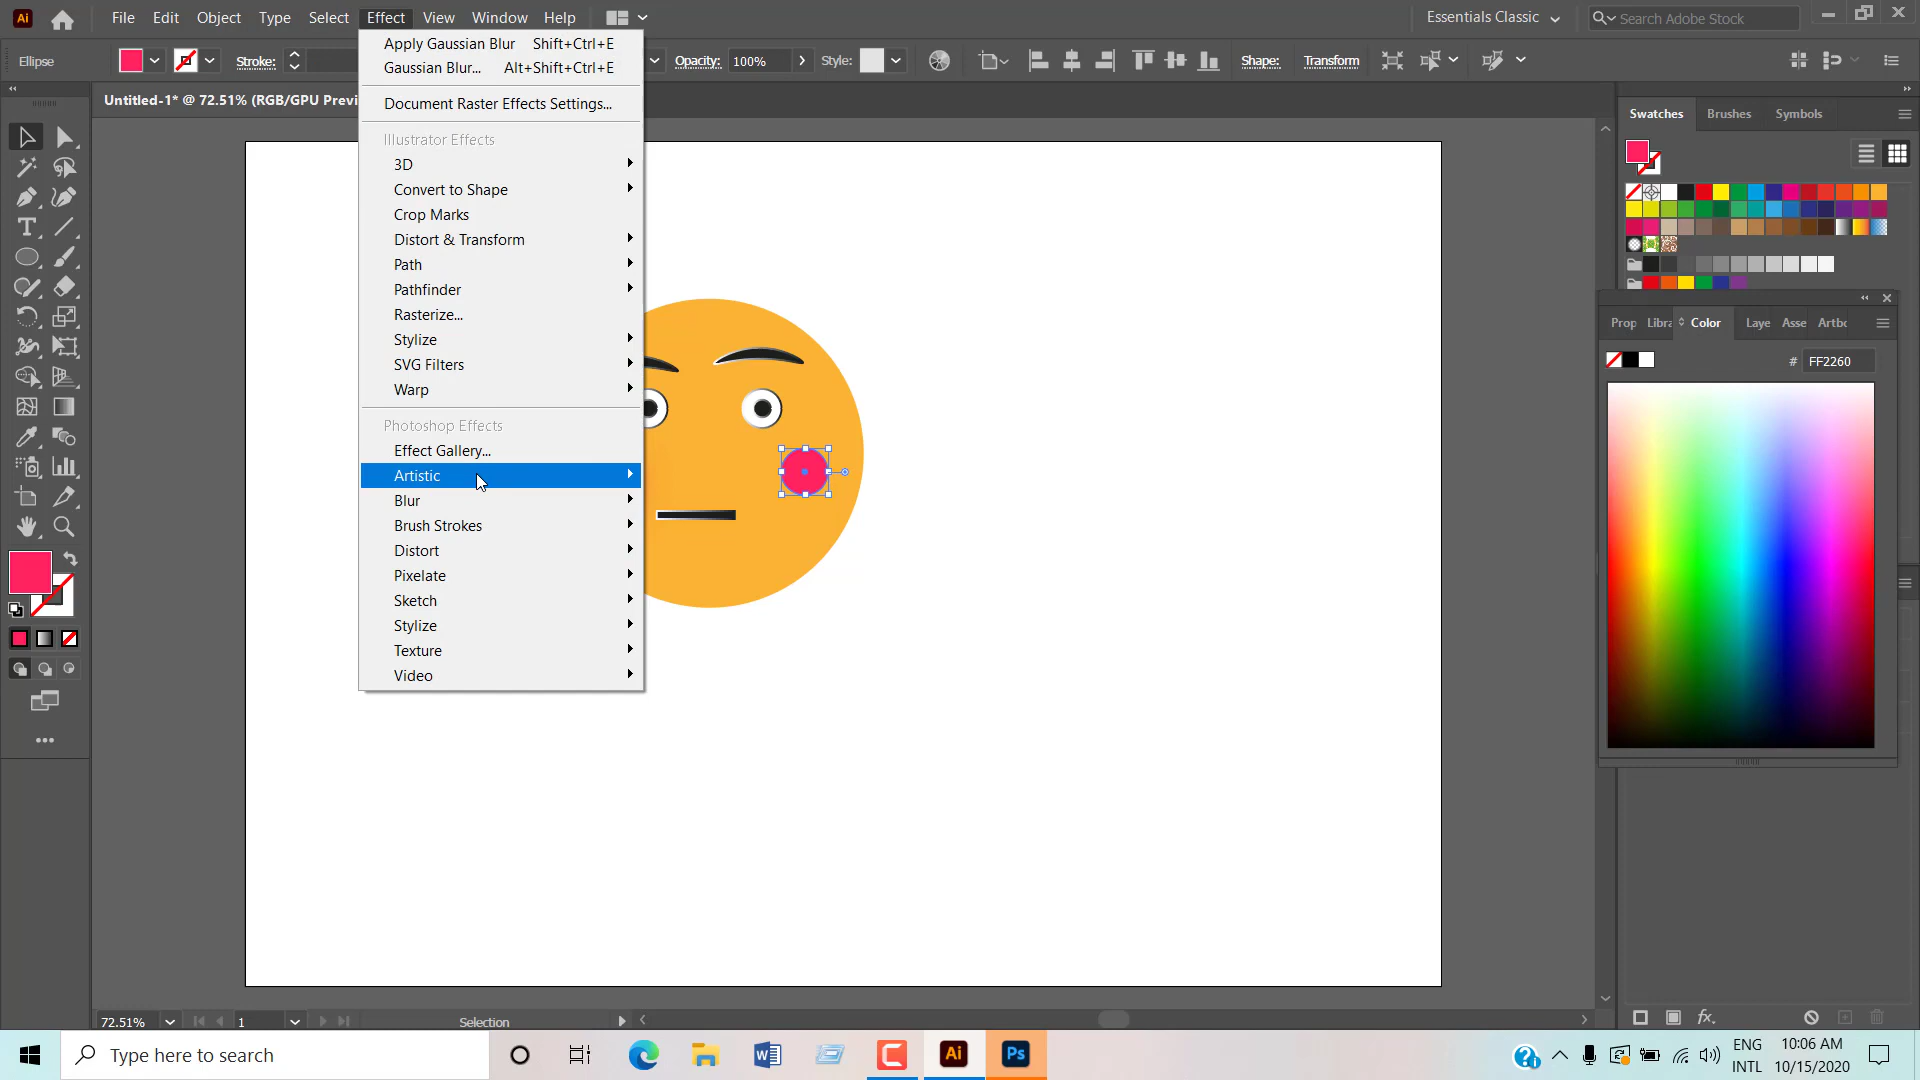 Ai File Edit Object Type Select Effect View Window Help Essentials Classic Search Adobe Stock
Ellipse Stroke: Opacity: 100% Style: Shape: Transform
Untitled-1* @ 72.51% (RGB/GPU Previ
Apply Gaussian Blur Shift+Ctrl+E
Gaussian Blur... Alt+Shift+Ctrl+E
Document Raster Effects Settings...
Illustrator Effects
3D
Convert to Shape
Crop Marks
Distort & Transform
Path
Pathfinder
Rasterize...
Stylize
SVG Filters
Warp
Photoshop Effects
Effect Gallery...
Artistic
Blur
Brush Strokes
Distort
Pixelate
Sketch
Stylize
Texture
Video
Swatches Brushes Symbols
Prop Libra Color Laye Asse Artbc
# FF2260
72.51% 1 Selection
fx.
Type here to search
Ai Ps
ENG 10:06 AM
INTL 10/15/2020